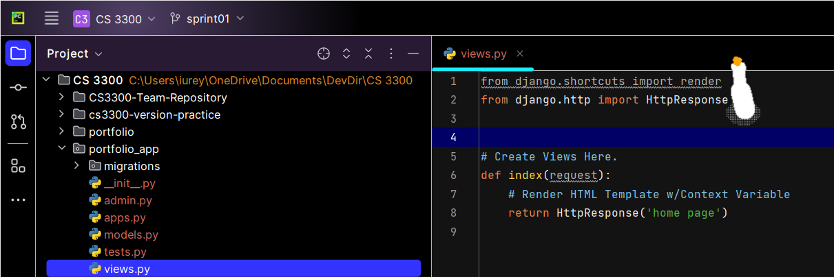 PC C3 CS 3300 sprint01
Project
views.py
CS 3300 C:\Users\iurey\OneDrive\Documents\DevDir\CS 3300
CS3300-Team-Repository
cs3300-version-practice
portfolio
portfolio_app
migrations
__init__.py
admin.py
apps.py
models.py
tests.py
views.py
1 from django.shortcuts import render
2 from django.http import HttpResponse
3
4
5 # Create Views Here.
6 def index(request):
7 # Render HTML Template w/Context Variable
8 return HttpResponse('home page')
9